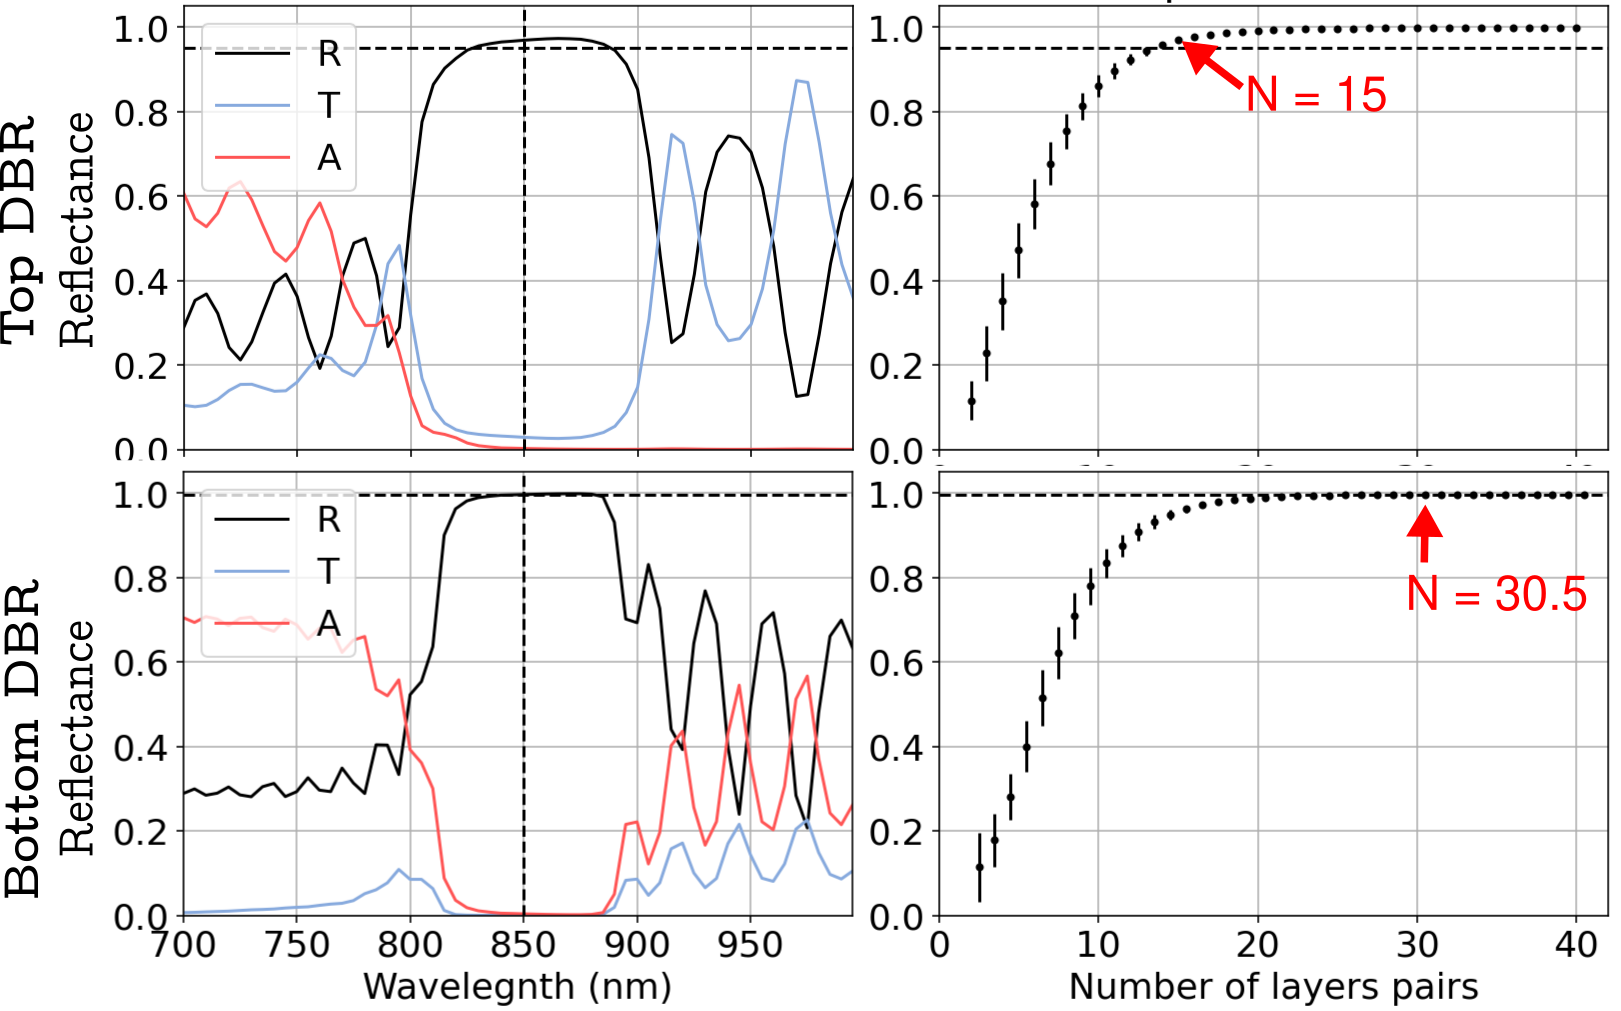 Top DBR
Reflectance
1.0
0.8
0.6
0.4
0.2
0.0
R
T
A
1.0
0.8
0.6
0.4
0.2
0.0
N = 15
Bottom DBR
Reflectance
1.0
0.8
0.6
0.4
0.2
0.0
R
T
A
700 750 800 850 900 950
Wavelegnth (nm)
1.0
0.8
0.6
0.4
0.2
0.0
N = 30.5
0 10 20 30 40
Number of layers pairs